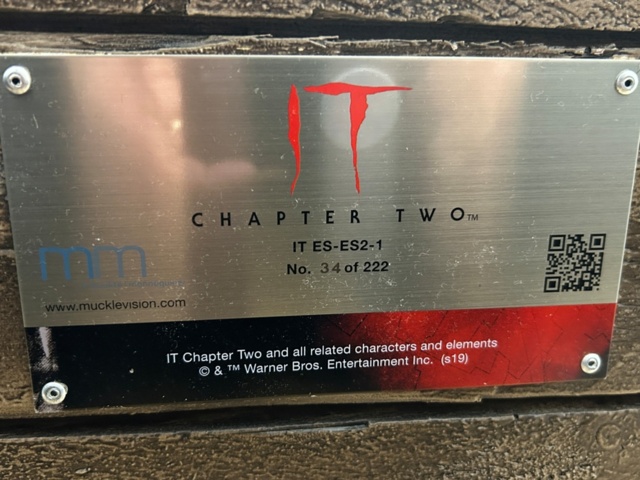 IT
CHAPTER TWO™
IT ES-ES2-1
No. 34 of 222
mm
www.mucklevision.com
IT Chapter Two and all related characters and elements
© & ™ Warner Bros. Entertainment Inc. (s19)